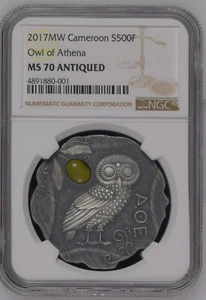 2017MW Cameroon S500F
Owl of Athena
MS 70 ANTIQUED
4891880-001
NUMISMATIC GUARANTY CORPORATION
NGC
ΑΘΕ